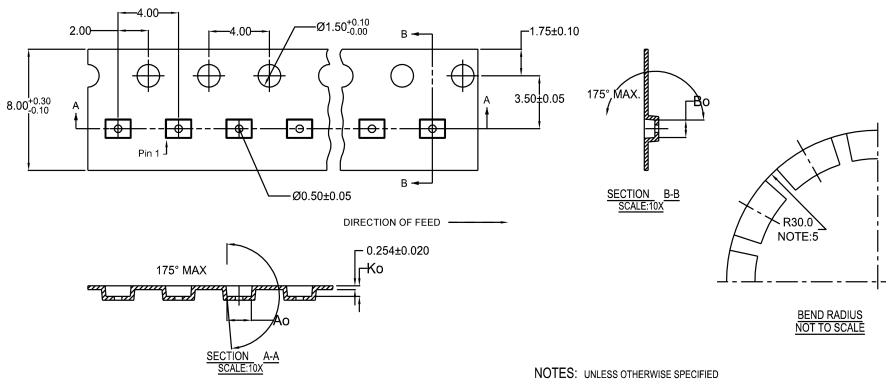 4.00
2.00
4.00
Ø1.50+0.10 -0.00
B
1.75±0.10
8.00+0.30 -0.10
A
A
3.50±0.05
Pin 1
B
Ø0.50±0.05
DIRECTION OF FEED
175° MAX.
Bo
SECTION B-B
SCALE:10X
R30.0
NOTE:5
BEND RADIUS
NOT TO SCALE
0.254±0.020
175° MAX
Ko
Ao
SECTION A-A
SCALE:10X
NOTES: UNLESS OTHERWISE SPECIFIED